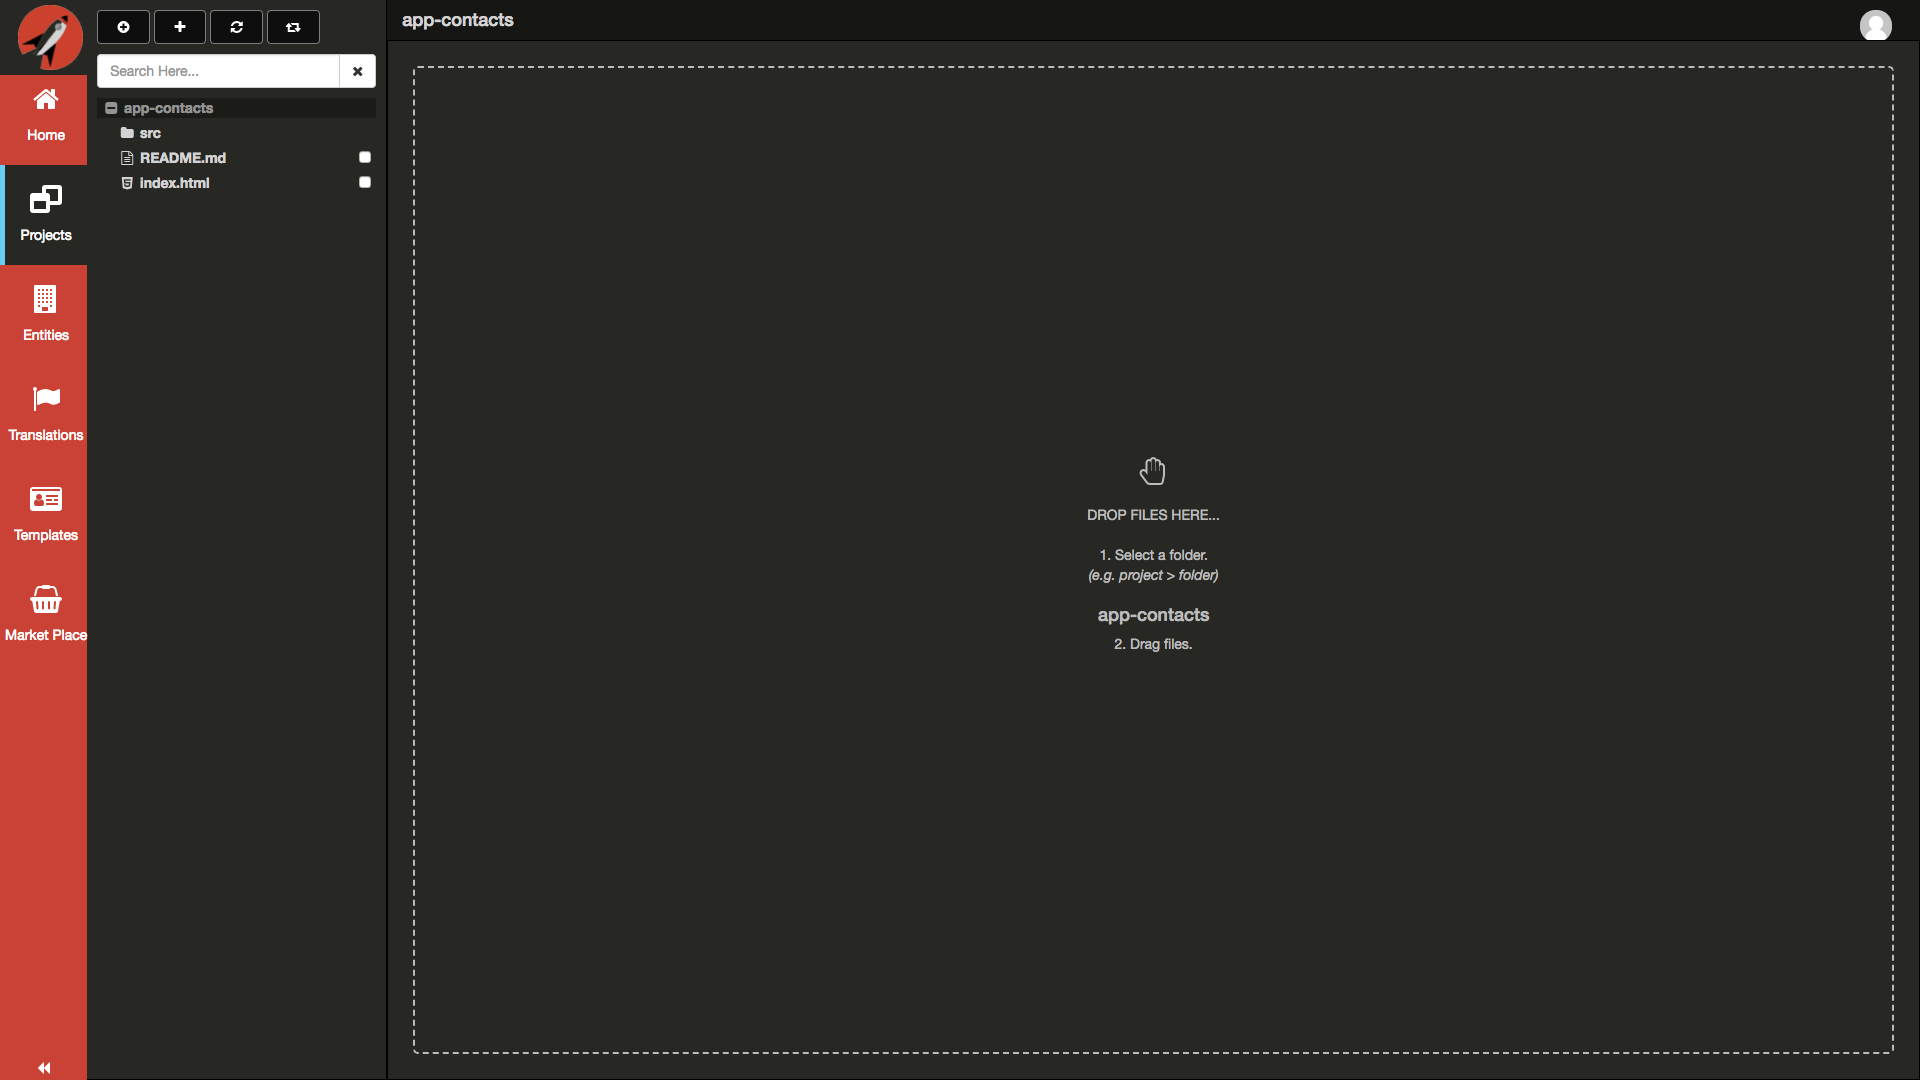 app-contacts
Search Here...
app-contacts
src
README.md
index.html
Home
Projects
Entities
Translations
Templates
Market Place
DROP FILES HERE...
1. Select a folder.
(e.g. project > folder)
app-contacts
2. Drag files.